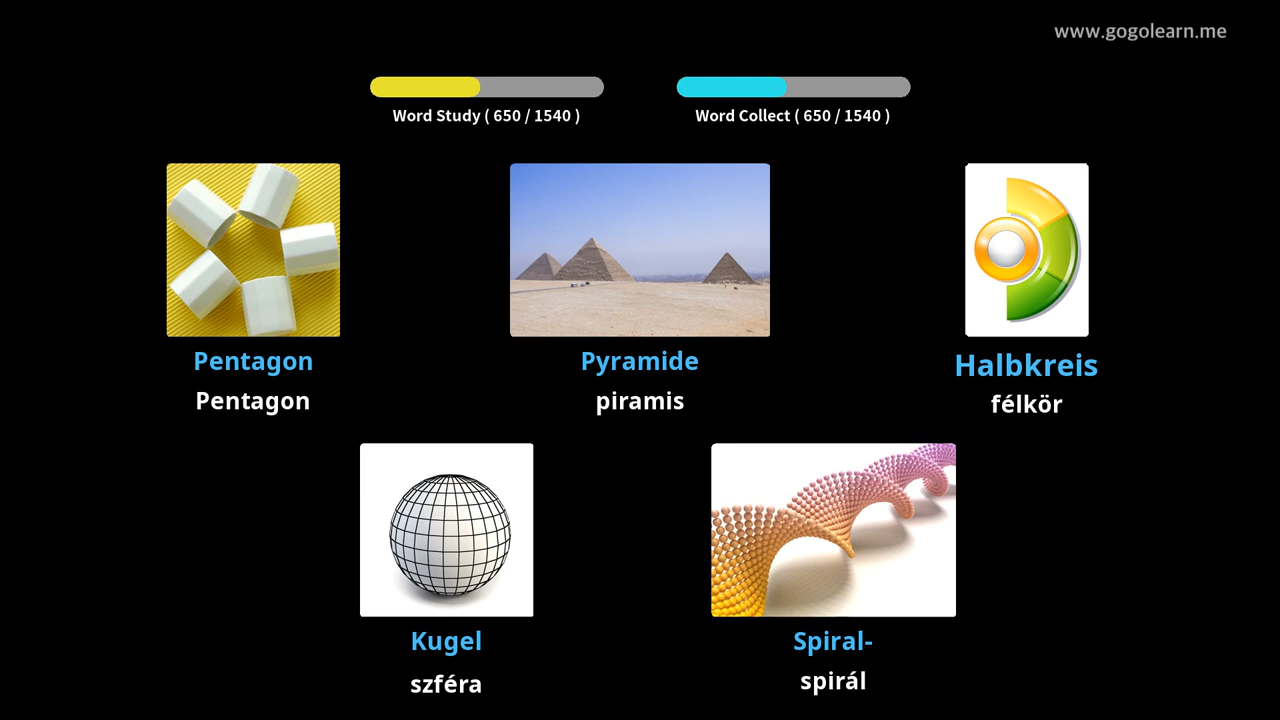 www.gogolearn.me
Word Study ( 650 / 1540 )
Word Collect ( 650 / 1540 )
Pentagon
Pentagon
Pyramide
piramis
Halbkreis
félkör
Kugel
szféra
Spiral-
spirál